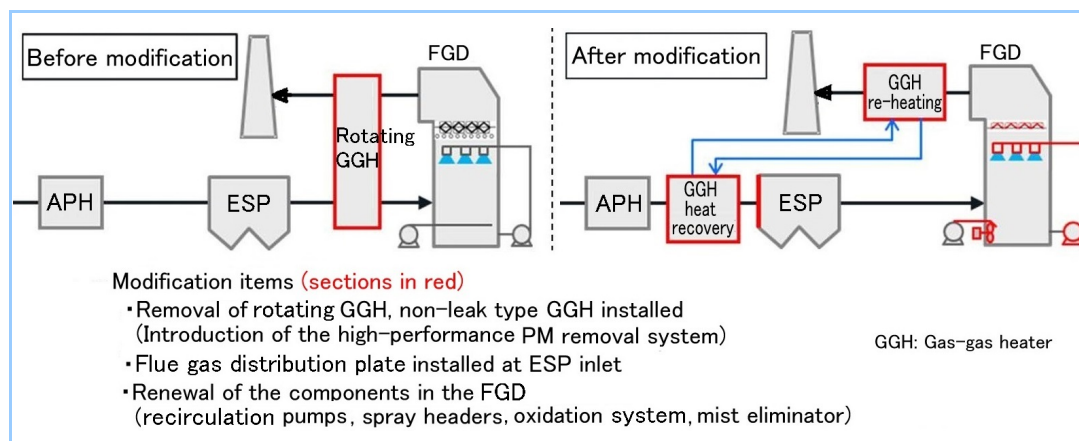 Before modification
FGD
Rotating
GGH
APH
ESP
After modification
FGD
GGH
re-heating
APH
GGH
heat
recovery
ESP
Modification items (sections in red)
・Removal of rotating GGH, non-leak type GGH installed
(Introduction of the high-performance PM removal system)
・Flue gas distribution plate installed at ESP inlet
・Renewal of the components in the FGD
(recirculation pumps, spray headers, oxidation system, mist eliminator)
GGH: Gas-gas heater